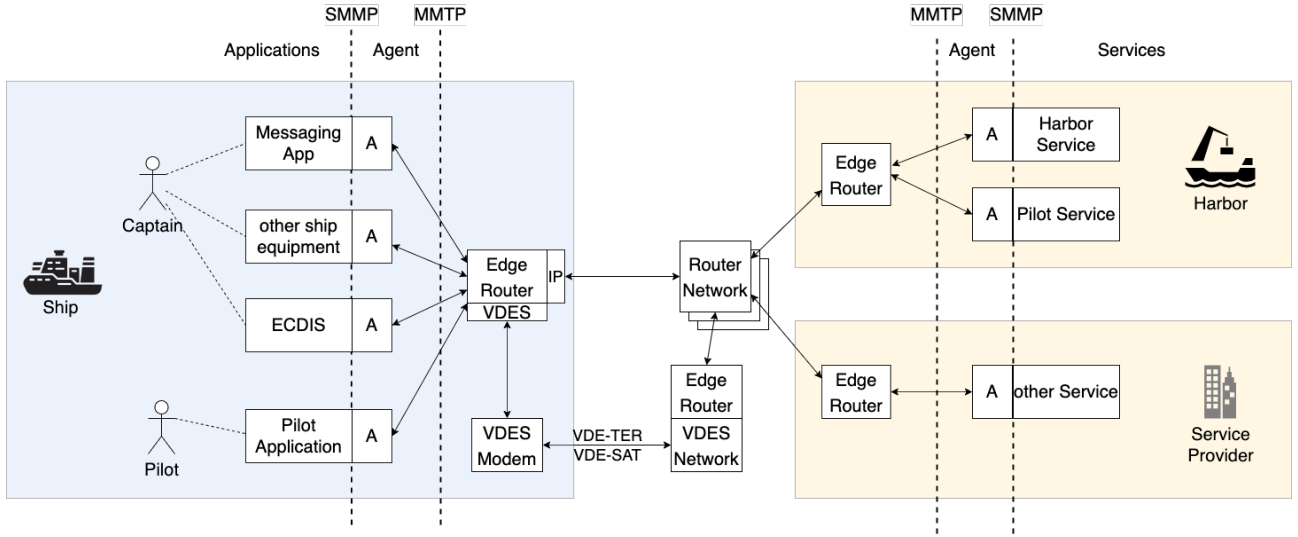 SMMP
MMTP
MMTP
SMMP
Applications
Agent
Agent
Services
Messaging
App
A
other ship
equipment
A
ECDIS
A
Pilot
Application
A
Captain
Ship
Pilot
Edge
Router
IP
VDES
VDES
Modem
VDE-TER
VDE-SAT
Router
Network
Edge
Router
VDES
Network
Edge
Router
A
Harbor
Service
A
Pilot Service
Harbor
Edge
Router
A
other Service
Service
Provider